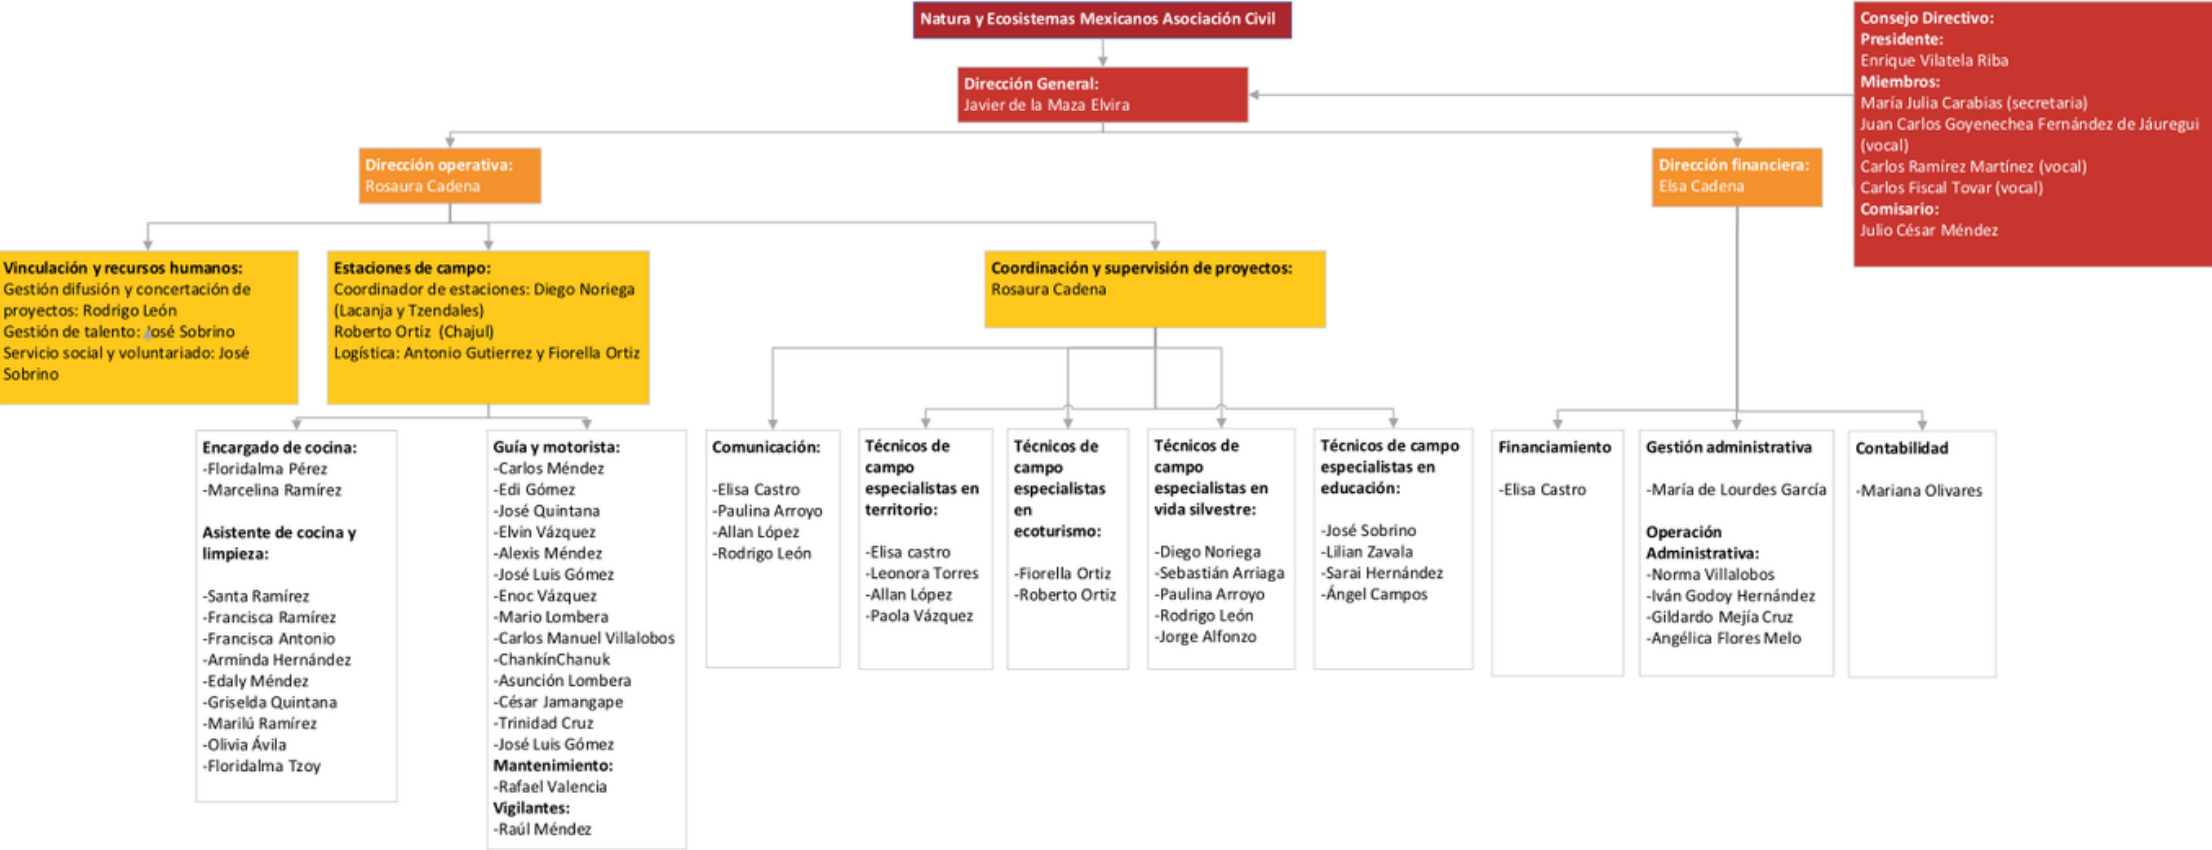 Natura y Ecosistemas Mexicanos Asociación Civil
Dirección General:
Javier de la Maza Elvira
Consejo Directivo:
Presidente:
Enrique Vilatela Riba
Miembros:
María Julia Carabias (secretaria)
Juan Carlos Goyenechea Fernández de Jáuregui
(vocal)
Carlos Ramírez Martínez (vocal)
Carlos Fiscal Tovar (vocal)
Comisario:
Julio César Méndez
Dirección operativa:
Rosaura Cadena
Dirección financiera:
Elsa Cadena
Vinculación y recursos humanos:
Gestión difusión y concertación de
proyectos: Rodrigo León
Gestión de talento: José Sobrino
Servicio social y voluntariado: José
Sobrino
Estaciones de campo:
Coordinador de estaciones: Diego Noriega
(Lacanja y Tzendales)
Roberto Ortiz (Chajul)
Logística: Antonio Gutierrez y Fiorella Ortiz
Coordinación y supervisión de proyectos:
Rosaura Cadena
Encargado de cocina:
-Floridalma Pérez
-Marcelina Ramírez
Asistente de cocina y
limpieza:
-Santa Ramírez
-Francisca Ramírez
-Francisca Antonio
-Arminda Hernández
-Edaly Méndez
-Griselda Quintana
-Marilú Ramírez
-Olivia Ávila
-Floridalma Tzoy
Guía y motorista:
-Carlos Méndez
-Edi Gómez
-José Quintana
-Elvin Vázquez
-Alexis Méndez
-José Luis Gómez
-Enoc Vázquez
-Mario Lombera
-Carlos Manuel Villalobos
-ChankínChanuk
-Asunción Lombera
-César Jamangape
-Trinidad Cruz
-José Luis Gómez
Mantenimiento:
-Rafael Valencia
Vigilantes:
-Raúl Méndez
Comunicación:
-Elisa Castro
-Paulina Arroyo
-Allan López
-Rodrigo León
Técnicos de
campo
especialistas en
territorio:
-Elisa castro
-Leonora Torres
-Allan López
-Paola Vázquez
Técnicos de
campo
especialistas
en
ecoturismo:
-Fiorella Ortiz
-Roberto Ortiz
Técnicos de
campo
especialistas en
vida silvestre:
-Diego Noriega
-Sebastián Arriaga
-Paulina Arroyo
-Rodrigo León
-Jorge Alfonzo
Técnicos de campo
especialistas en
educación:
-José Sobrino
-Lilian Zavala
-Sarai Hernández
-Ángel Campos
Financiamiento
-Elisa Castro
Gestión administrativa
-María de Lourdes García
Operación
Administrativa:
-Norma Villalobos
-Iván Godoy Hernández
-Gildardo Mejía Cruz
-Angélica Flores Melo
Contabilidad
-Mariana Olivares